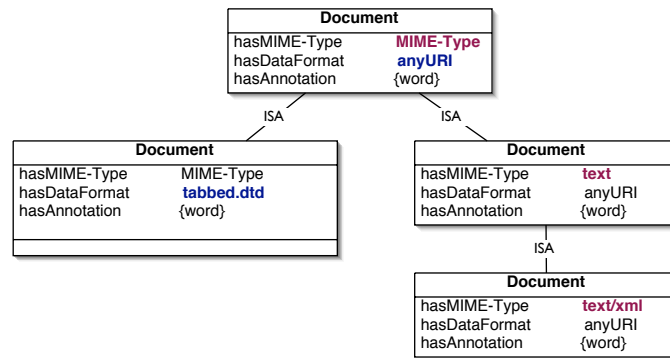 Document
hasMIME-Type MIME-Type
hasDataFormat anyURI
hasAnnotation {word}
ISA
ISA
Document
hasMIME-Type MIME-Type
hasDataFormat tabbed.dtd
hasAnnotation {word}
Document
hasMIME-Type text
hasDataFormat anyURI
hasAnnotation {word}
ISA
Document
hasMIME-Type text/xml
hasDataFormat anyURI
hasAnnotation {word}